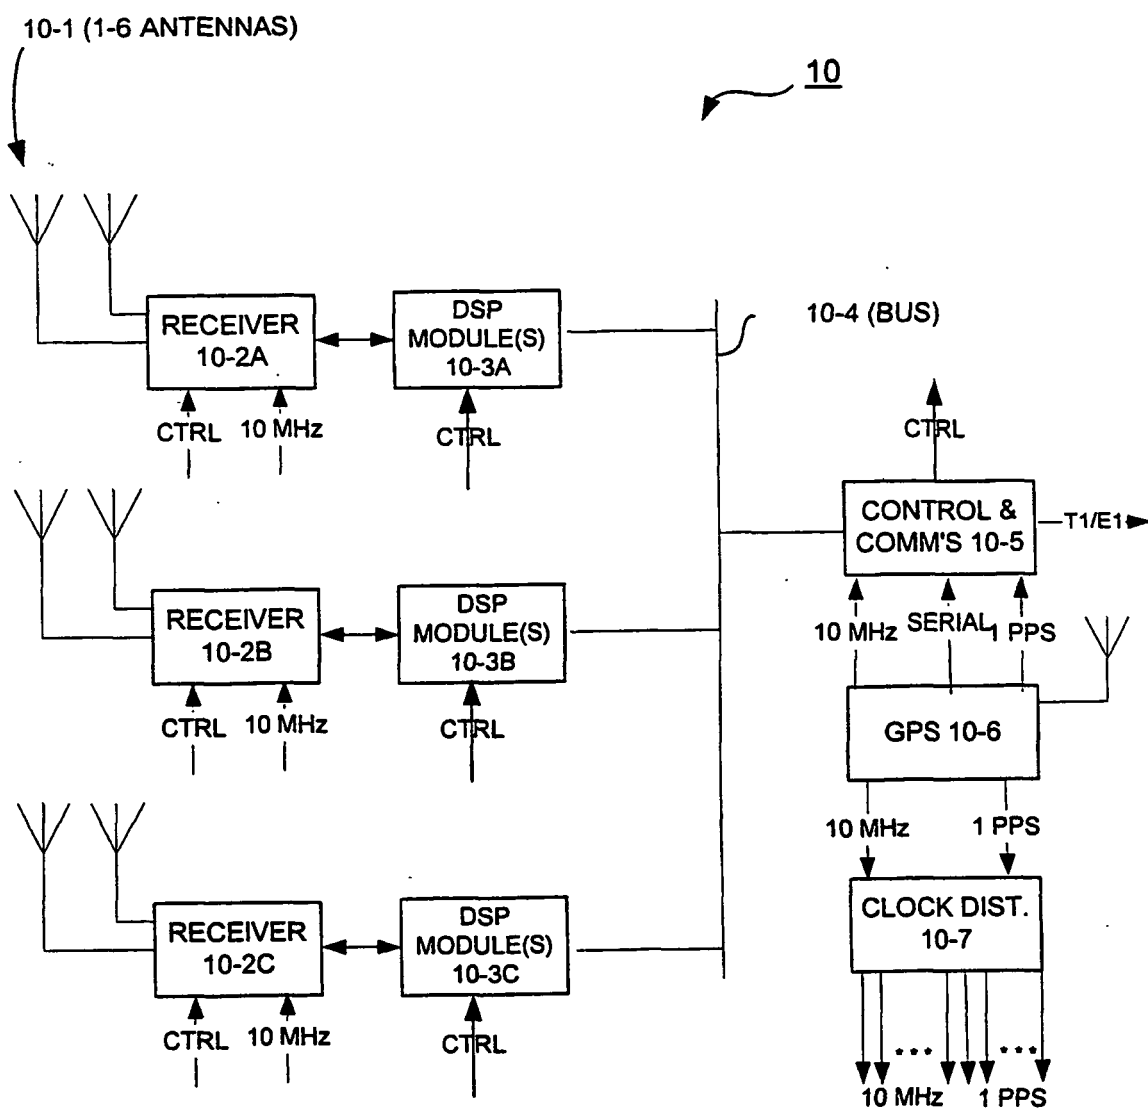 10-1 (1-6 ANTENNAS)
10
RECEIVER
10-2A
DSP
MODULE(S)
10-3A
10-4 (BUS)
CTRL
10 MHz
CTRL
CTRL
CONTROL &
COMM'S 10-5
T1/E1
RECEIVER
10-2B
DSP
MODULE(S)
10-3B
10 MHz
SERIAL
1 PPS
CTRL
10 MHz
CTRL
GPS 10-6
10 MHz
1 PPS
RECEIVER
10-2C
DSP
MODULE(S)
10-3C
CLOCK DIST.
10-7
CTRL
10 MHz
CTRL
•••
•••
10 MHz
1 PPS